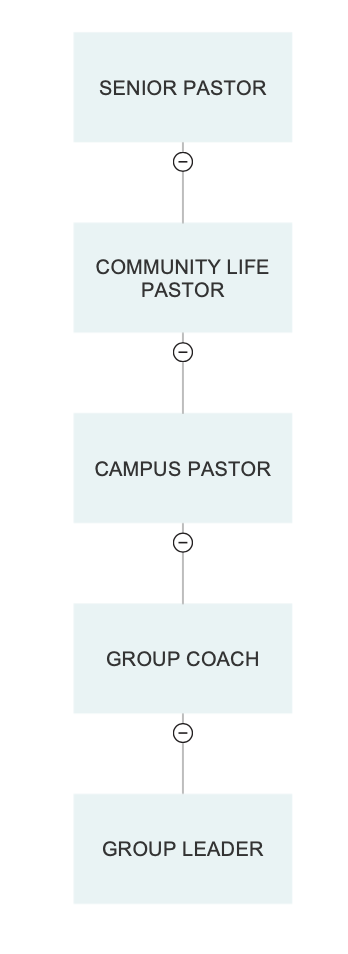 SENIOR PASTOR
COMMUNITY LIFE
PASTOR
CAMPUS PASTOR
GROUP COACH
GROUP LEADER